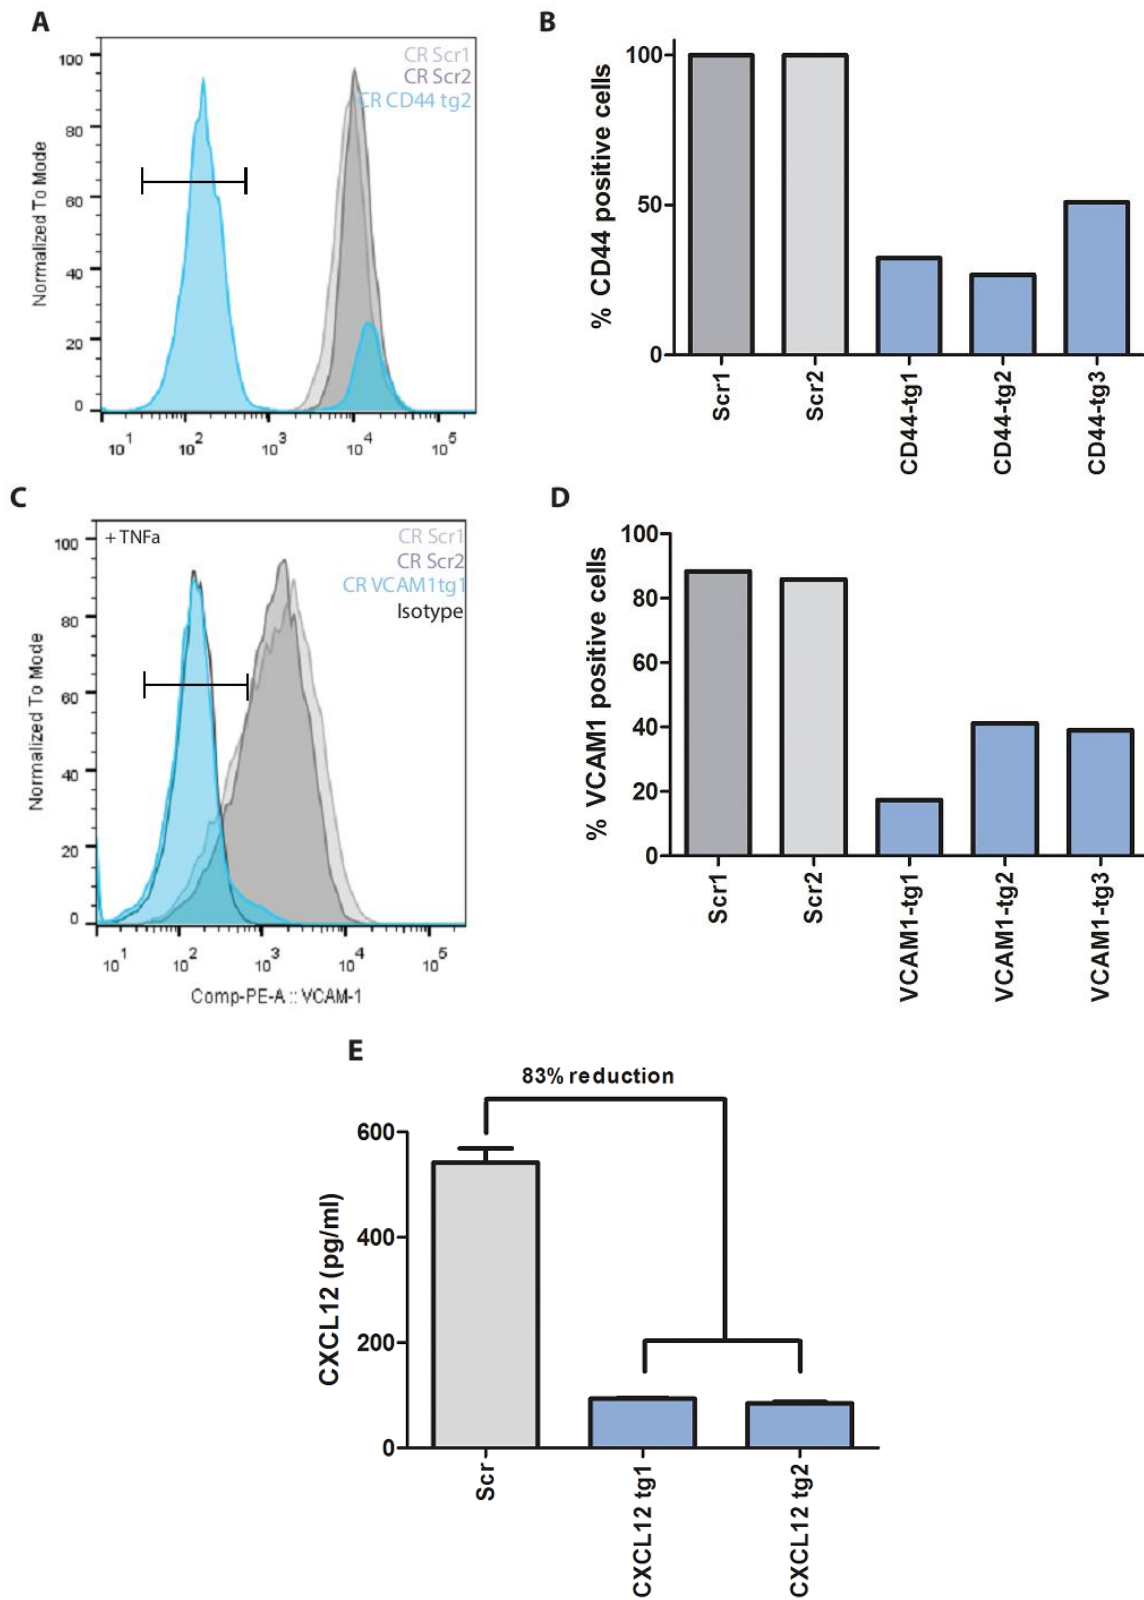 A
CR Scr1
CR Scr2
CR CD44 tg2
Normalized To Mode
100
80
60
40
20
0
10^1 10^2 10^3 10^4 10^5
B
% CD44 positive cells
100
50
0
Scr1
Scr2
CD44-tg1
CD44-tg2
CD44-tg3
C
+ TNFa
CR Scr1
CR Scr2
CR VCAM1tg1
Isotype
Normalized To Mode
100
80
60
40
20
0
10^1 10^2 10^3 10^4 10^5
Comp-PE-A :: VCAM-1
D
% VCAM1 positive cells
100
80
60
40
20
0
Scr1
Scr2
VCAM1-tg1
VCAM1-tg2
VCAM1-tg3
E
83% reduction
CXCL12 (pg/ml)
600
400
200
0
Scr
CXCL12 tg1
CXCL12 tg2